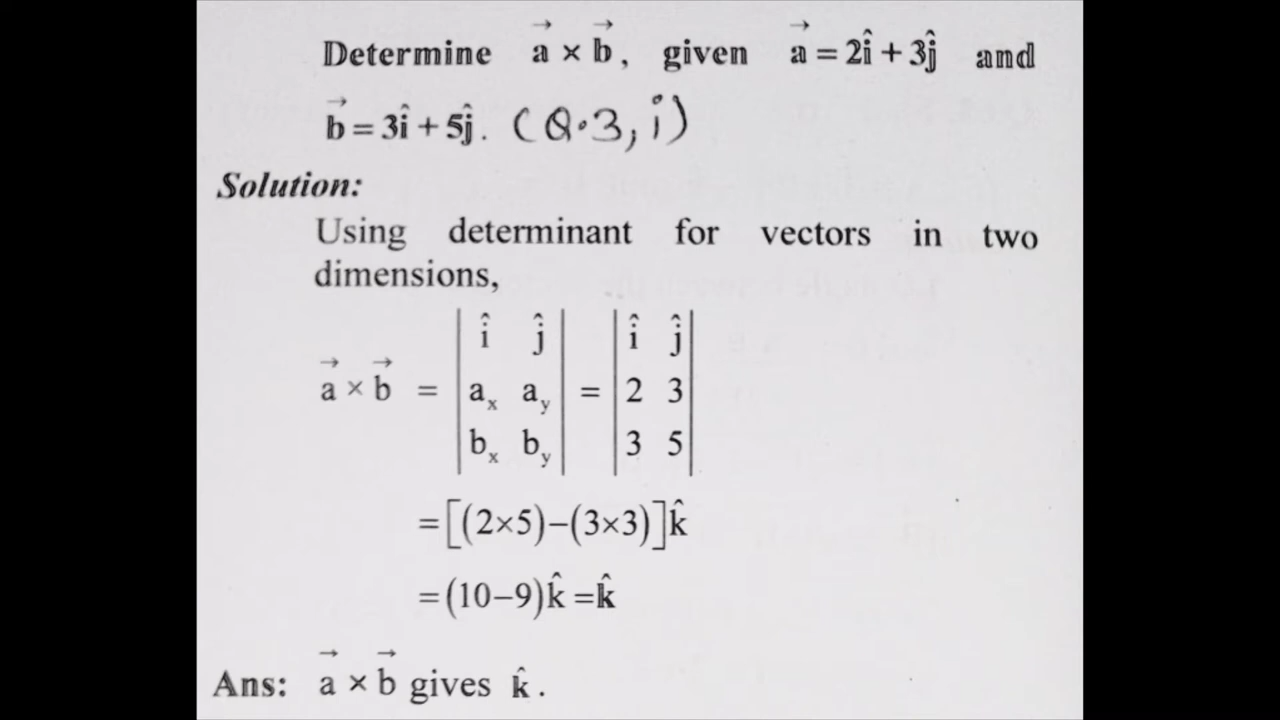 Determine a⃗ × b⃗, given a⃗ = 2î + 3ĵ and
b⃗ = 3î + 5ĵ. (Q.3, i)
Solution:
Using determinant for vectors in two
dimensions,
a⃗ × b⃗ = | î ĵ | = | î ĵ |
| aₓ a_y | | 2 3 |
| bₓ b_y | | 3 5 |
= [(2×5)−(3×3)]k̂
= (10−9)k̂ = k̂
Ans: a⃗ × b⃗ gives k̂.